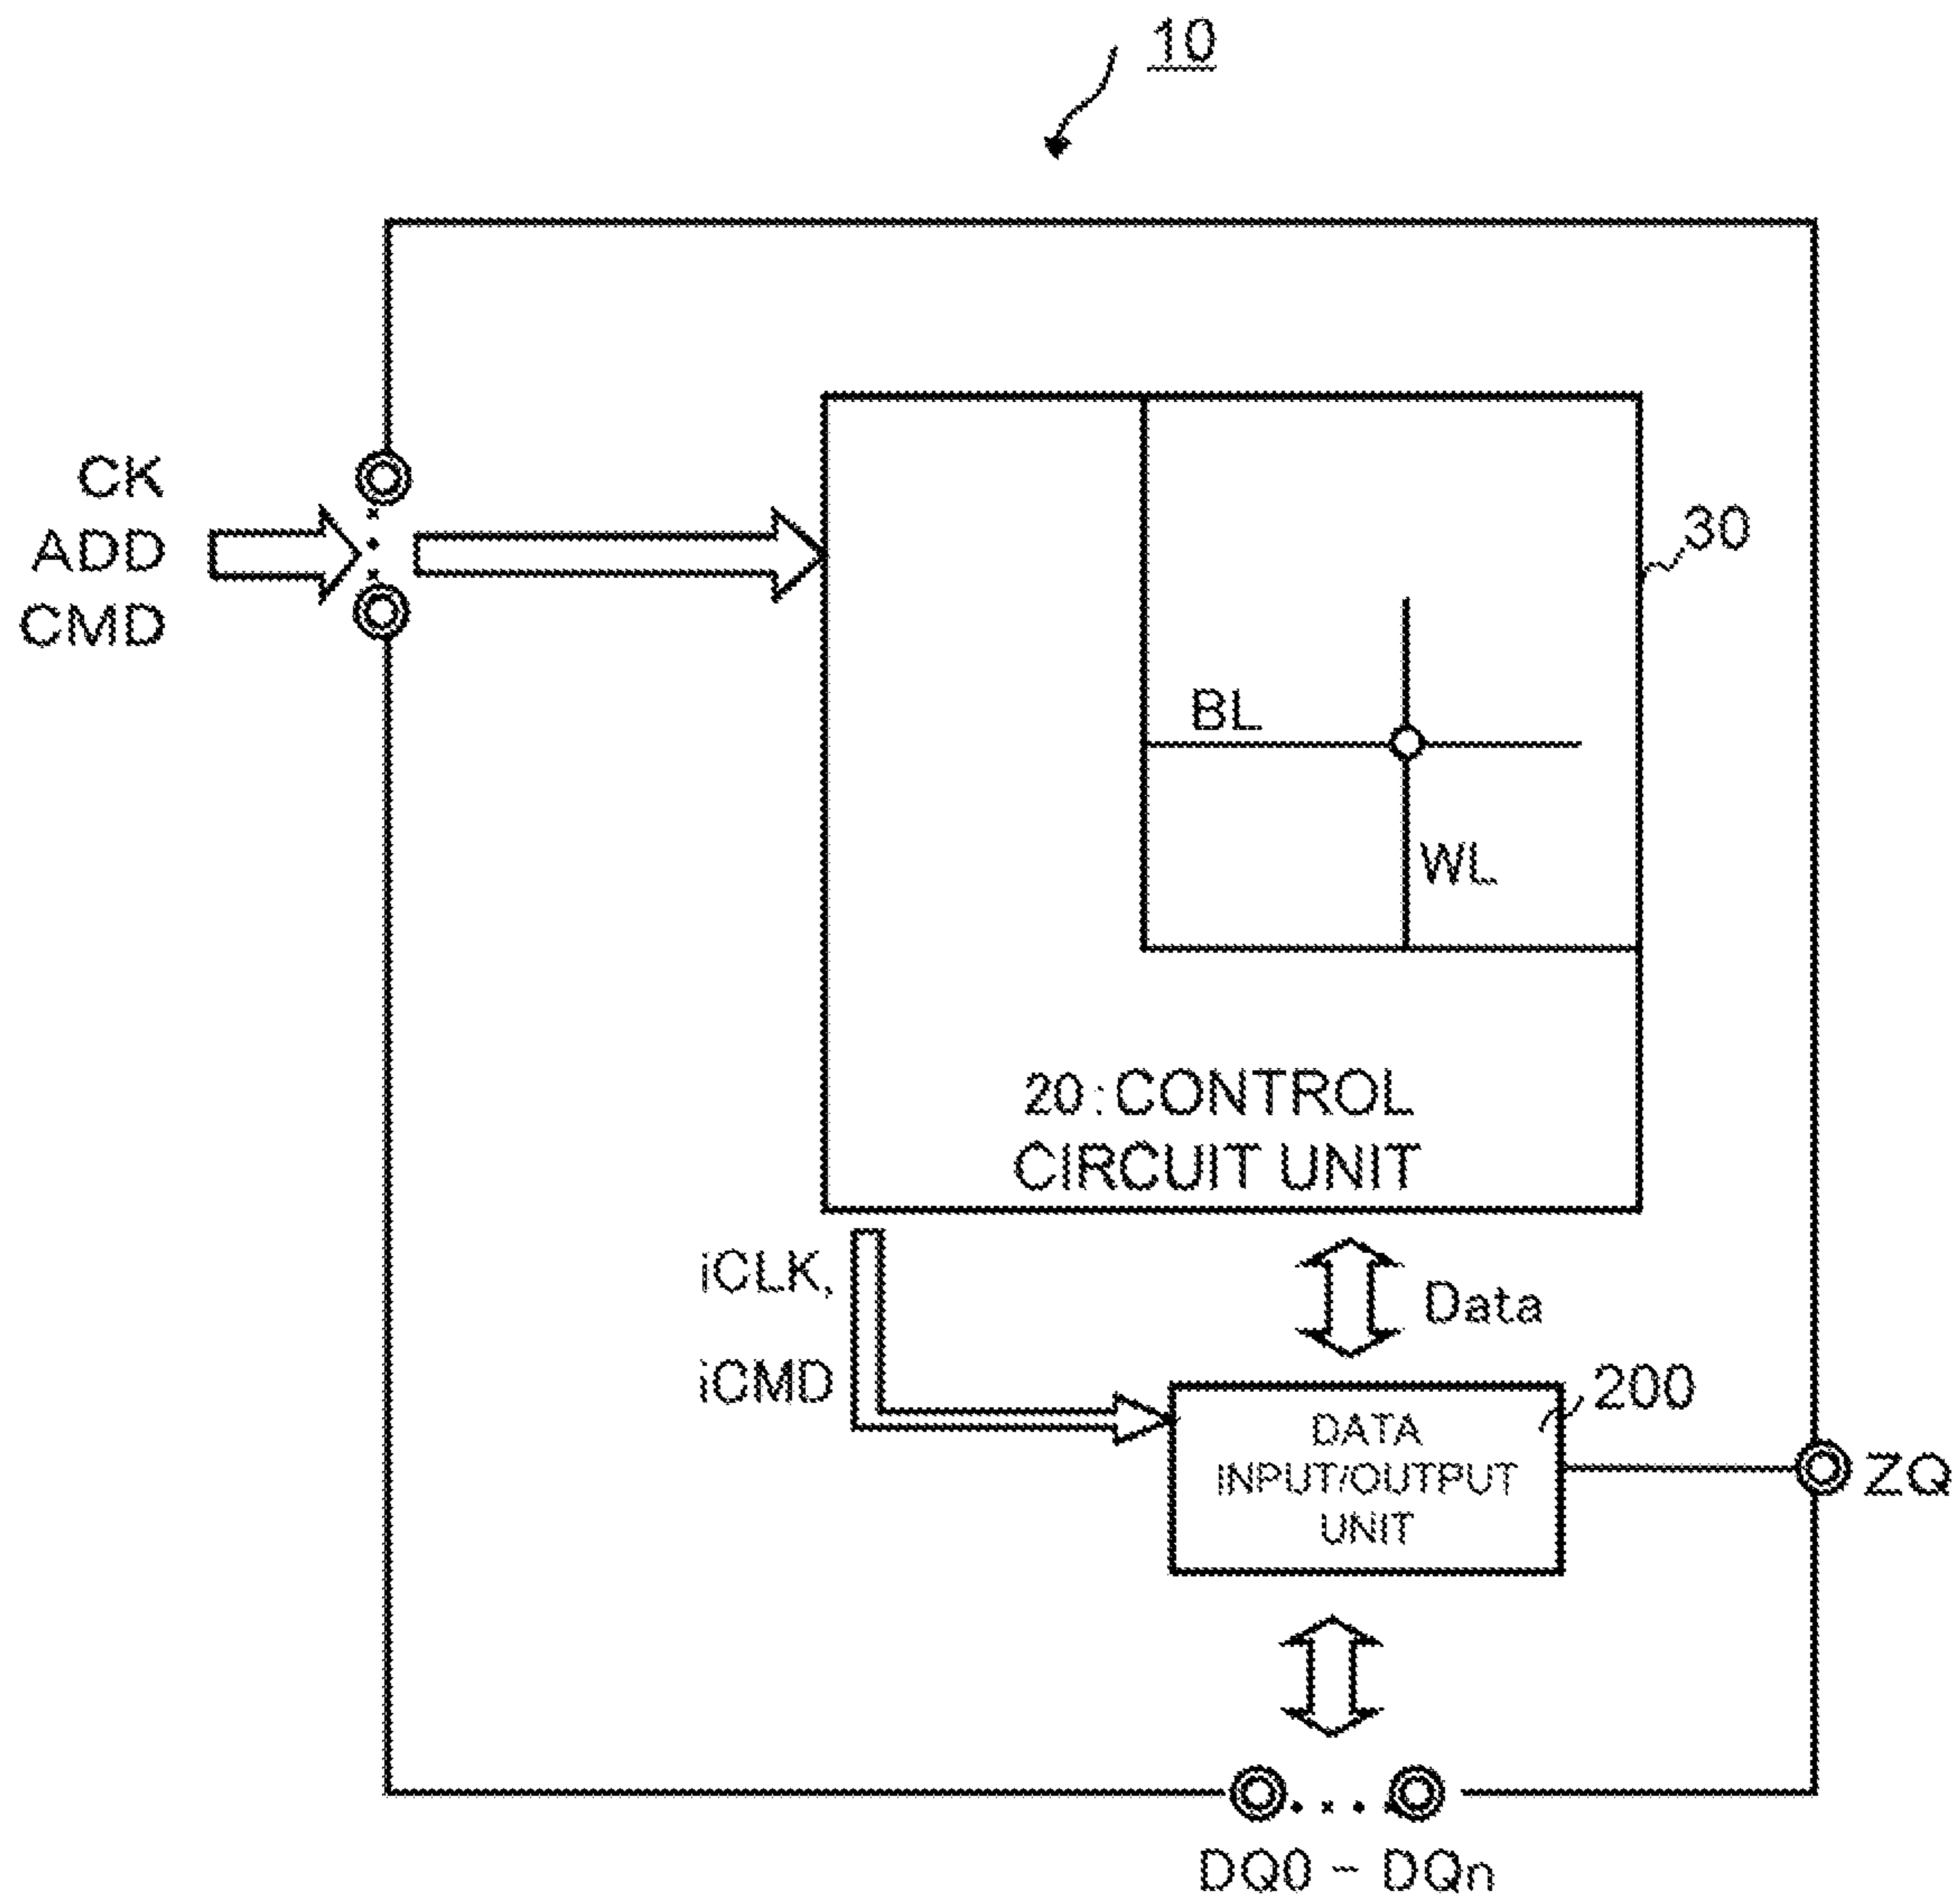 10
CK
ADD
CMD
30
BL
WL
20:CONTROL
CIRCUIT UNIT
iCLK,
iCMD
Data
200
DATA
INPUT/OUTPUT
UNIT
ZQ
DQ0 ~ DQn